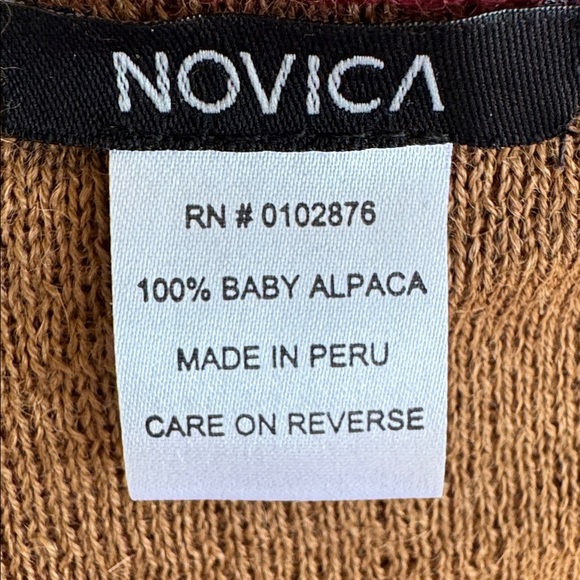 NOVICA
RN # 0102876
100% BABY ALPACA
MADE IN PERU
CARE ON REVERSE